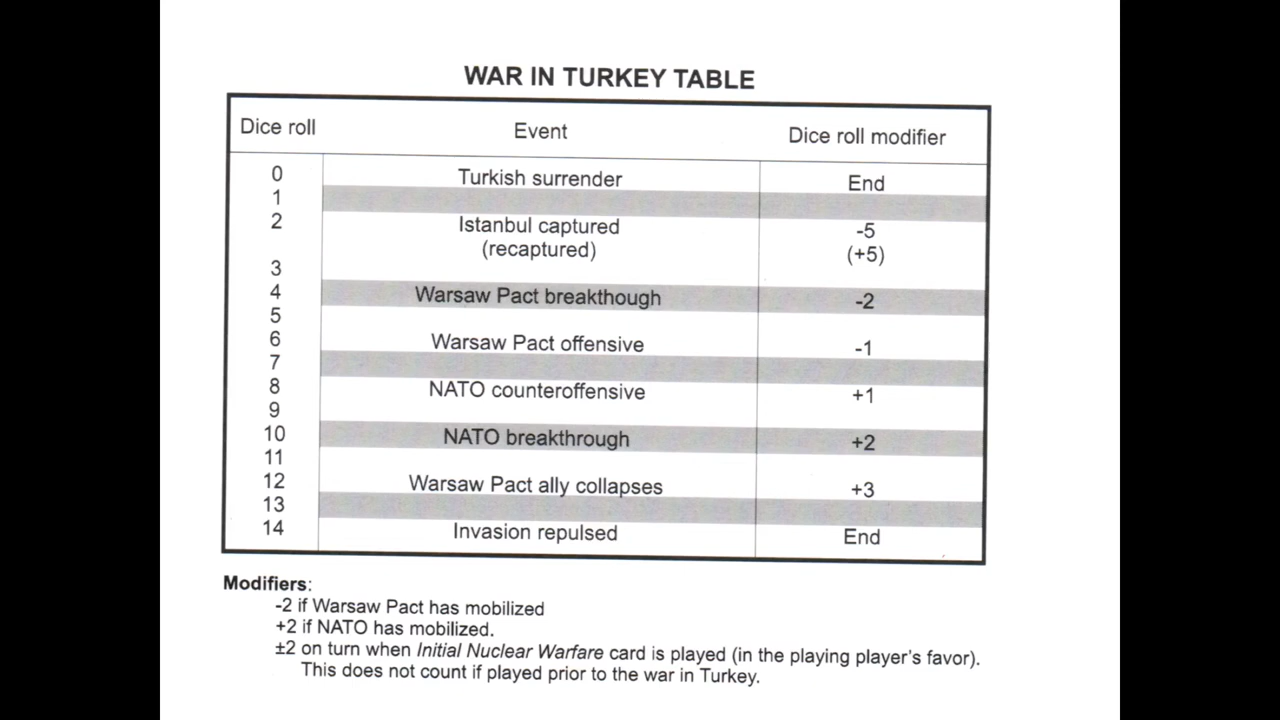 WAR IN TURKEY TABLE
Dice roll Event Dice roll modifier
0 Turkish surrender End
1
2 Istanbul captured -5
(recaptured) (+5)
3
4 Warsaw Pact breakthough -2
5
6 Warsaw Pact offensive -1
7
8 NATO counteroffensive +1
9
10 NATO breakthrough +2
11
12 Warsaw Pact ally collapses +3
13
14 Invasion repulsed End
Modifiers:
-2 if Warsaw Pact has mobilized
+2 if NATO has mobilized.
±2 on turn when Initial Nuclear Warfare card is played (in the playing player's favor).
This does not count if played prior to the war in Turkey.